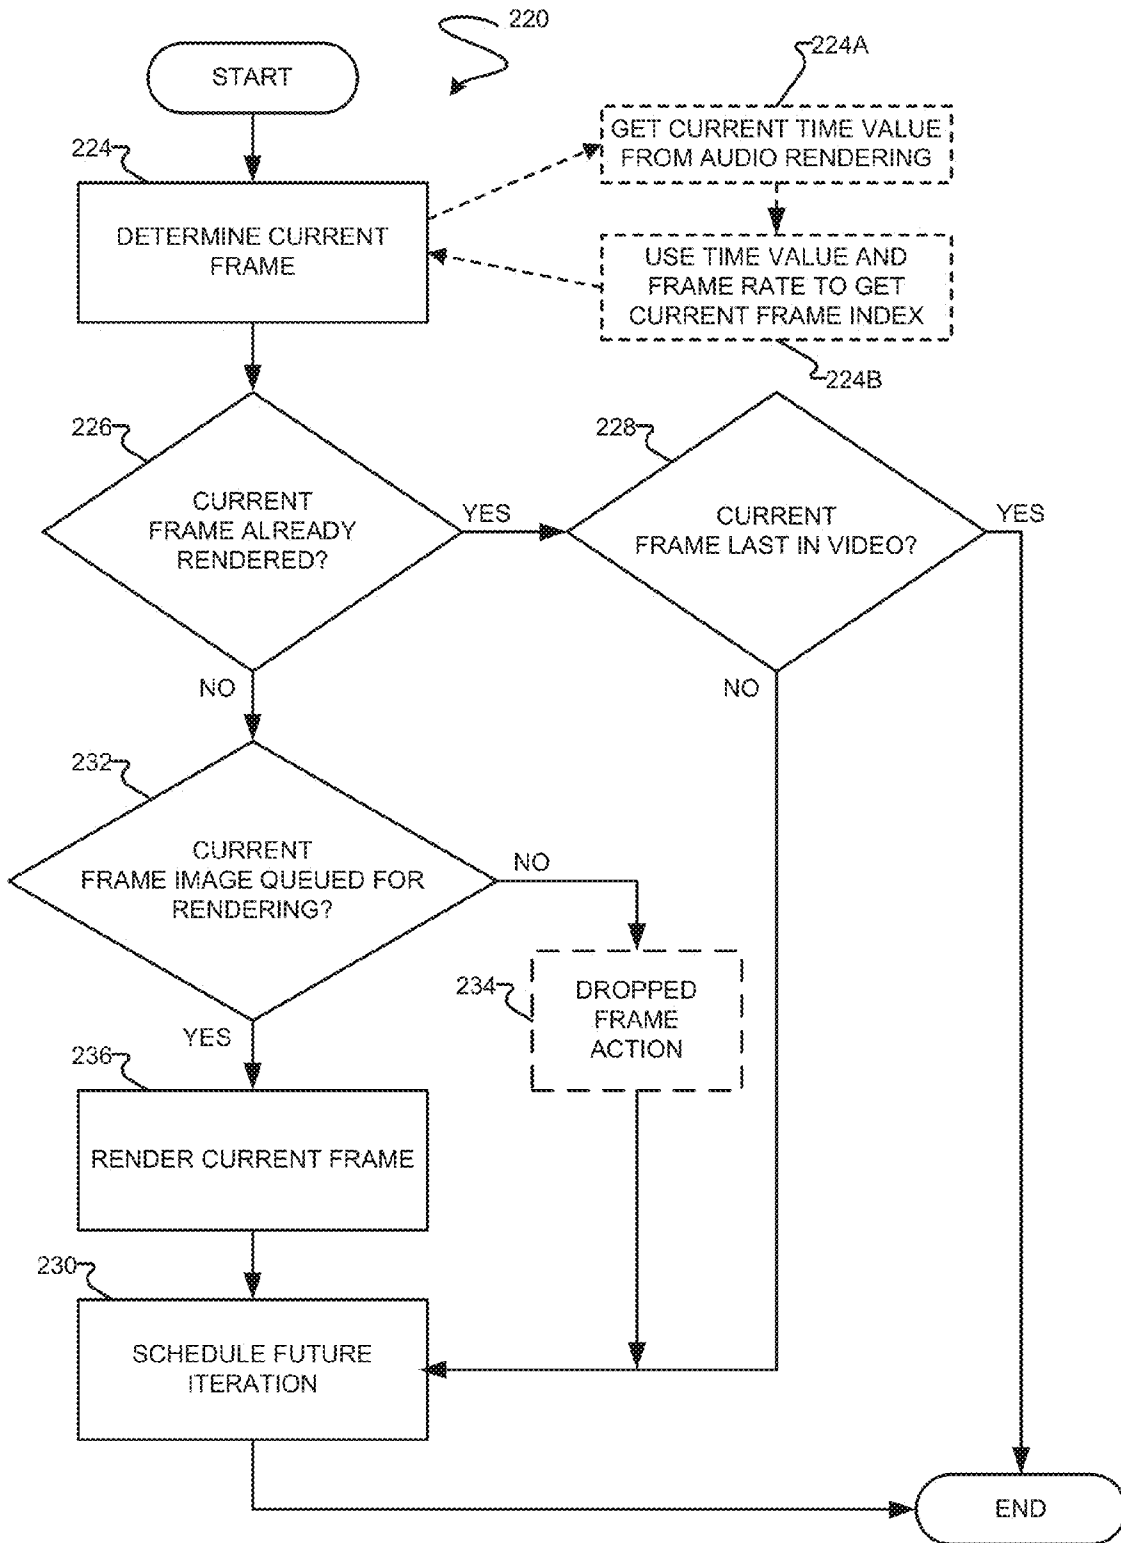 220
START
224A
GET CURRENT TIME VALUE
FROM AUDIO RENDERING
224
DETERMINE CURRENT
FRAME
USE TIME VALUE AND
FRAME RATE TO GET
CURRENT FRAME INDEX
224B
226
CURRENT
FRAME ALREADY
RENDERED?
YES
228
CURRENT
FRAME LAST IN VIDEO?
YES
NO
NO
232
CURRENT
FRAME IMAGE QUEUED FOR
RENDERING?
NO
234
DROPPED
FRAME
ACTION
YES
236
RENDER CURRENT FRAME
230
SCHEDULE FUTURE
ITERATION
END